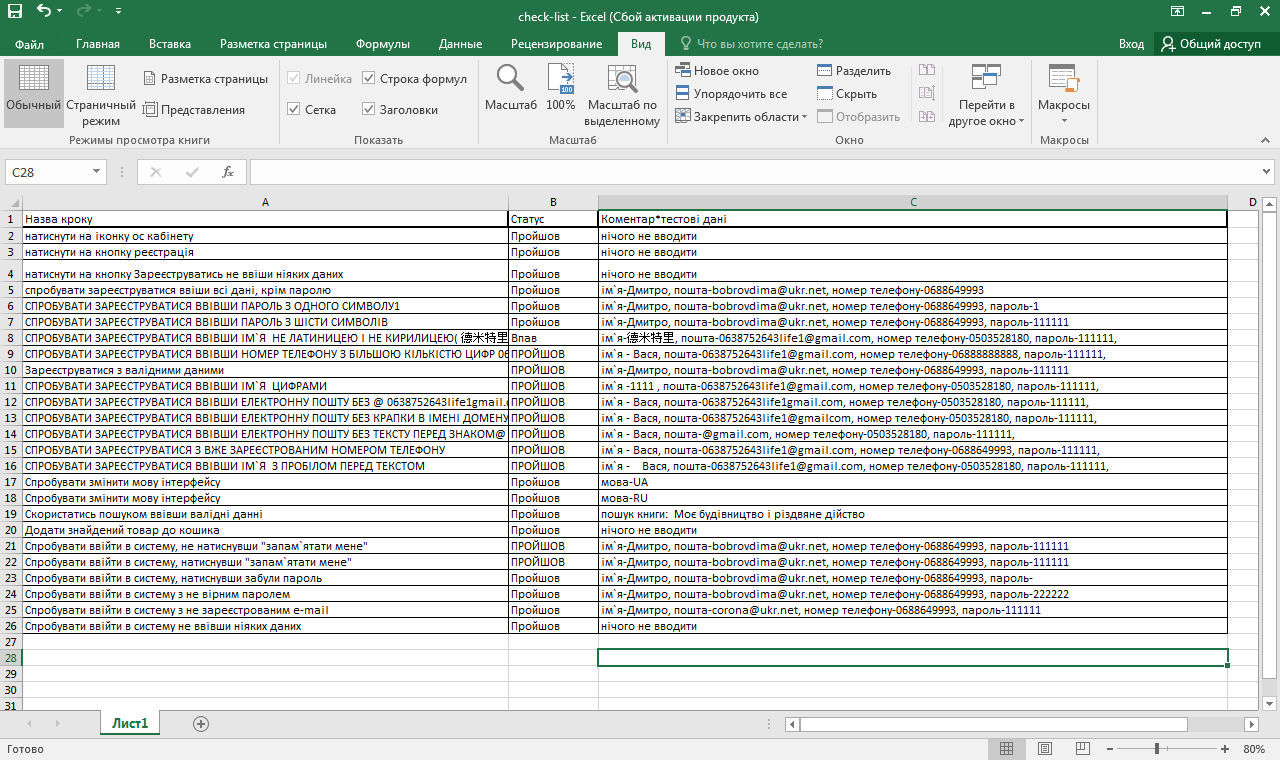 check-list - Excel (Сбой активации продукта)
Файл Главная Вставка Разметка страницы Формулы Данные Рецензирование Вид Что вы хотите сделать? Вход Общий доступ
Обычный Страничный режим Разметка страницы Представления
Режимы просмотра книги
Линейка Строка формул Сетка Заголовки
Показать
Масштаб 100% Масштаб по выделенному
Масштаб
Новое окно Упорядочить все Закрепить области Разделить Скрыть Отобразить Перейти в другое окно
Окно
Макросы
Макросы
C28
A B C D
1 Назва кроку Статус Коментар*тестові дані
2 натиснути на іконку ос кабінету Пройшов нічого не вводити
3 натиснути на кнопку реєстрація Пройшов нічого не вводити
4 натиснути на кнопку Зареєструватись не ввіши ніяких даних Пройшов нічого не вводити
5 спробувати зареєструватися ввіши всі дані, крім паролю Пройшов ім`я-Дмитро, пошта-bobrovdima@ukr.net, номер телефону-0688649993
6 СПРОБУВАТИ ЗАРЕЄСТРУВАТИСЯ ВВІВШИ ПАРОЛЬ З ОДНОГО СИМВОЛУ1 Пройшов ім`я-Дмитро, пошта-bobrovdima@ukr.net, номер телефону-0688649993, пароль-1
7 СПРОБУВАТИ ЗАРЕЄСТРУВАТИСЯ ВВІВШИ ПАРОЛЬ З ШІСТИ СИМВОЛІВ Пройшов ім`я-Дмитро, пошта-bobrovdima@ukr.net, номер телефону-0688649993, пароль-111111
8 СПРОБУВАТИ ЗАРЕЄСТРУВАТИСЯ ВВІВШИ ІМ`Я НЕ ЛАТИНИЦЕЮ І НЕ КИРИЛИЦЕЮ( 德米特里 Впав ім`я-德米特里, пошта-0638752643life1@gmail.com, номер телефону-0503528180, пароль-111111,
9 СПРОБУВАТИ ЗАРЕЄСТРУВАТИСЯ ВВІВШИ НОМЕР ТЕЛЕФОНУ З БІЛЬШОЮ КІЛЬКІСТЮ ЦИФР 06 ПРОЙШОВ ім`я - Вася, пошта-0638752643life1@gmail.com, номер телефону-06888888888, пароль-111111,
10 Зареєструватися з валідними даними ПРОЙШОВ ім`я-Дмитро, пошта-bobrovdima@ukr.net, номер телефону-0688649993, пароль-111111
11 СПРОБУВАТИ ЗАРЕЄСТРУВАТИСЯ ВВІВШИ ІМ`Я ЦИФРАМИ ПРОЙШОВ ім`я -1111 , пошта-0638752643life1@gmail.com, номер телефону-0503528180, пароль-111111,
12 СПРОБУВАТИ ЗАРЕЄСТРУВАТИСЯ ВВІВШИ ЕЛЕКТРОННУ ПОШТУ БЕЗ @ 0638752643life1gmail.c ПРОЙШОВ ім`я - Вася, пошта-0638752643life1gmail.com, номер телефону-0503528180, пароль-111111,
13 СПРОБУВАТИ ЗАРЕЄСТРУВАТИСЯ ВВІВШИ ЕЛЕКТРОННУ ПОШТУ БЕЗ КРАПКИ В ІМЕНІ ДОМЕНУ ПРОЙШОВ ім`я - Вася, пошта-0638752643life1@gmailcom, номер телефону-0503528180, пароль-111111,
14 СПРОБУВАТИ ЗАРЕЄСТРУВАТИСЯ ВВІВШИ ЕЛЕКТРОННУ ПОШТУ БЕЗ ТЕКСТУ ПЕРЕД ЗНАКОМ@ ПРОЙШОВ ім`я - Вася, пошта-@gmail.com, номер телефону-0503528180, пароль-111111,
15 СПРОБУВАТИ ЗАРЕЄСТРУВАТИСЯ З ВЖЕ ЗАРЕЄСТРОВАНИМ НОМЕРОМ ТЕЛЕФОНУ ПРОЙШОВ ім`я - Вася, пошта-0638752643life1@gmail.com, номер телефону-0688649993, пароль-111111,
16 СПРОБУВАТИ ЗАРЕЄСТРУВАТИСЯ ВВІВШИ ІМ`Я З ПРОБІЛОМ ПЕРЕД ТЕКСТОМ ПРОЙШОВ ім`я - Вася, пошта-0638752643life1@gmail.com, номер телефону-0503528180, пароль-111111,
17 Спробувати змінити мову інтерфейсу Пройшов мова-UA
18 Спробувати змінити мову інтерфейсу Пройшов мова-RU
19 Скористатись пошуком ввівши валідні данні Пройшов пошук книги: Моє будівництво і різдвяне дійство
20 Додати знайдений товар до кошика Пройшов нічого не вводити
21 Спробувати ввійти в систему, не натиснувши "запам`ятати мене" ПРОЙШОВ ім`я-Дмитро, пошта-bobrovdima@ukr.net, номер телефону-0688649993, пароль-111111
22 Спробувати ввійти в систему, натиснувши "запам`ятати мене" ПРОЙШОВ ім`я-Дмитро, пошта-bobrovdima@ukr.net, номер телефону-0688649993, пароль-111111
23 Спробувати ввійти в систему, натиснувши забули пароль Пройшов ім`я-Дмитро, пошта-bobrovdima@ukr.net, номер телефону-0688649993, пароль-
24 Спробувати ввійти в систему з не вірним паролем Пройшов ім`я-Дмитро, пошта-bobrovdima@ukr.net, номер телефону-0688649993, пароль-222222
25 Спробувати ввійти в систему з не зареєстрованим e-mail Пройшов ім`я-Дмитро, пошта-corona@ukr.net, номер телефону-0688649993, пароль-111111
26 Спробувати ввійти в систему не ввівши ніяких даних Пройшов нічого не вводити
27
28
29
30
31
Лист1
Готово 80%